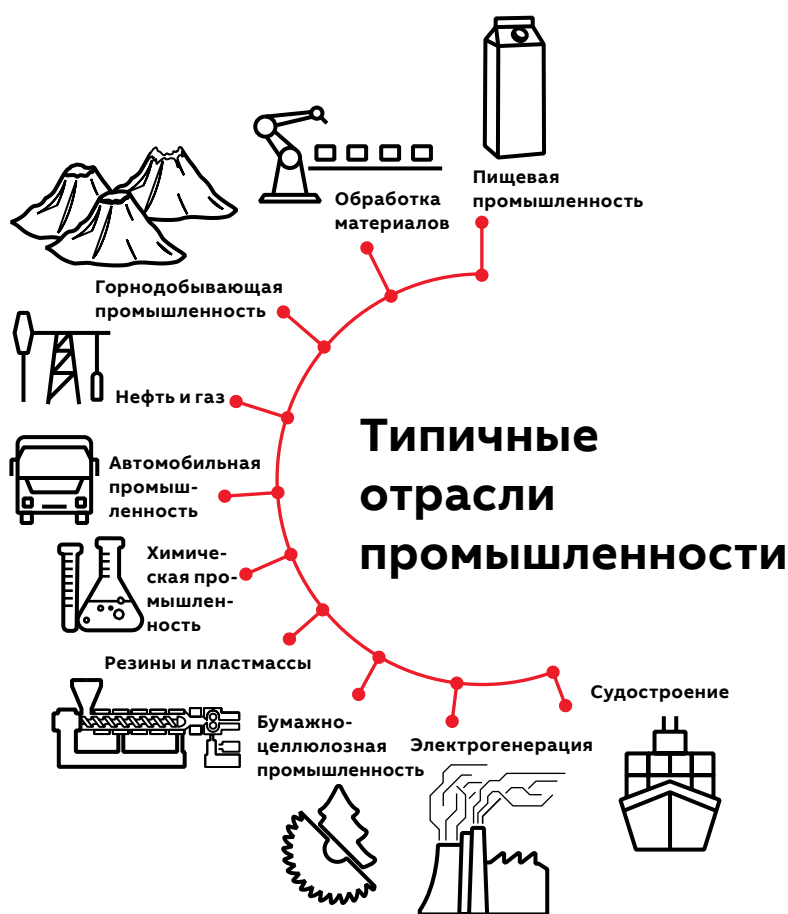 Пищевая
промышленность
Обработка
материалов
Горнодобывающая
промышленность
Нефть и газ
Автомобильная
промыш-
ленность
Химиче-
ская про-
мышлен-
ность
Резины и пластмассы
Бумажно-
целлюлозная
промышленность
Электрогенерация
Судостроение
Типичные
отрасли
промышленности